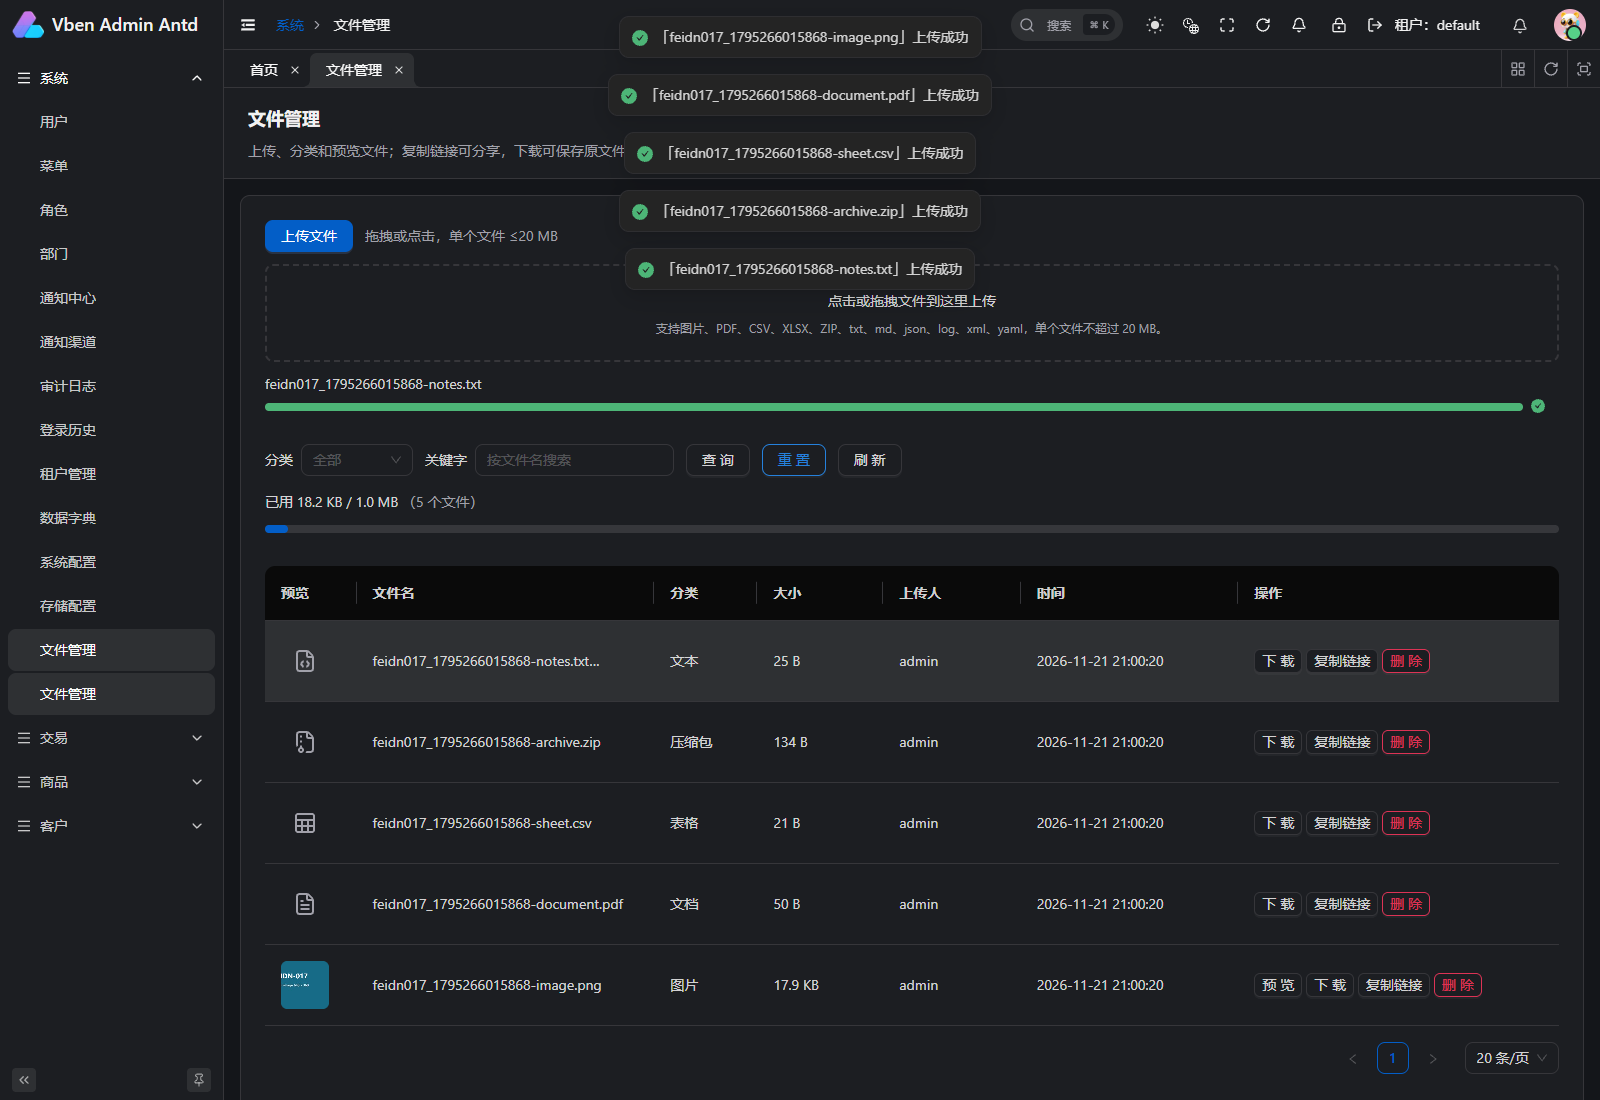 Vben Admin Antd
系统
用户
菜单
角色
部门
通知中心
通知渠道
审计日志
登录历史
租户管理
数据字典
系统配置
存储配置
文件管理
文件管理
交易
商品
客户
系统 > 文件管理
搜索 ⌘ K
租户: default
首页 × 文件管理 ×
「feidn017_1795266015868-image.png」上传成功
「feidn017_1795266015868-document.pdf」上传成功
「feidn017_1795266015868-sheet.csv」上传成功
「feidn017_1795266015868-archive.zip」上传成功
「feidn017_1795266015868-notes.txt」上传成功
文件管理
上传、分类和预览文件；复制链接可分享，下载可保存原文件
上传文件 拖拽或点击，单个文件 ≤20 MB
点击或拖拽文件到这里上传
支持图片、PDF、CSV、XLSX、ZIP、txt、md、json、log、xml、yaml，单个文件不超过 20 MB。
feidn017_1795266015868-notes.txt
分类 全部 关键字 按文件名搜索 查 询 重 置 刷 新
已用 18.2 KB / 1.0 MB （5 个文件）
预览 文件名 分类 大小 上传人 时间 操作
feidn017_1795266015868-notes.txt... 文本 25 B admin 2026-11-21 21:00:20 下 载 复制链接 删 除
feidn017_1795266015868-archive.zip 压缩包 134 B admin 2026-11-21 21:00:20 下 载 复制链接 删 除
feidn017_1795266015868-sheet.csv 表格 21 B admin 2026-11-21 21:00:20 下 载 复制链接 删 除
feidn017_1795266015868-document.pdf 文档 50 B admin 2026-11-21 21:00:20 下 载 复制链接 删 除
IDN-017
feidn017_1795266015868-image.png 图片 17.9 KB admin 2026-11-21 21:00:20 预 览 下 载 复制链接 删 除
< 1 > 20 条/页